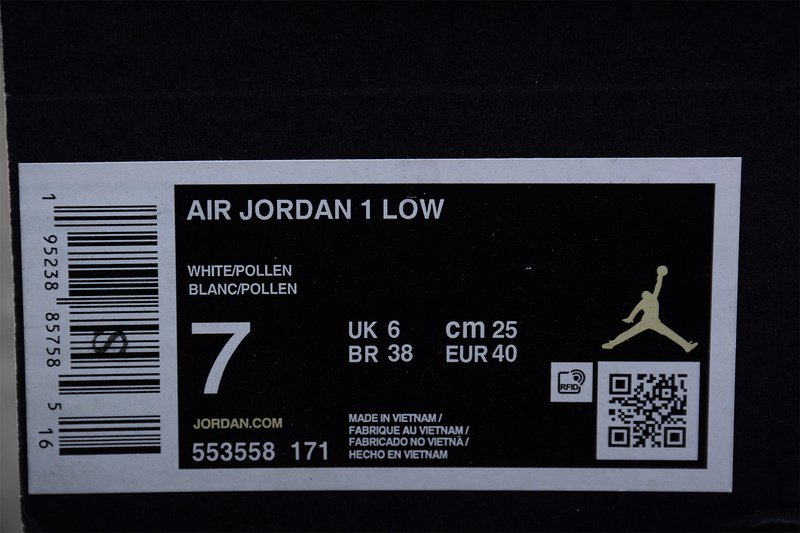 AIR JORDAN 1 LOW
WHITE/POLLEN
BLANC/POLLEN
7
UK 6
BR 38
cm 25
EUR 40
JORDAN.COM
553558 171
MADE IN VIETNAM /
FABRIQUE AU VIETNAM /
FABRICADO NO VIETNÃ /
HECHO EN VIETNAM
RFID
1 95238 85758 5 16
S